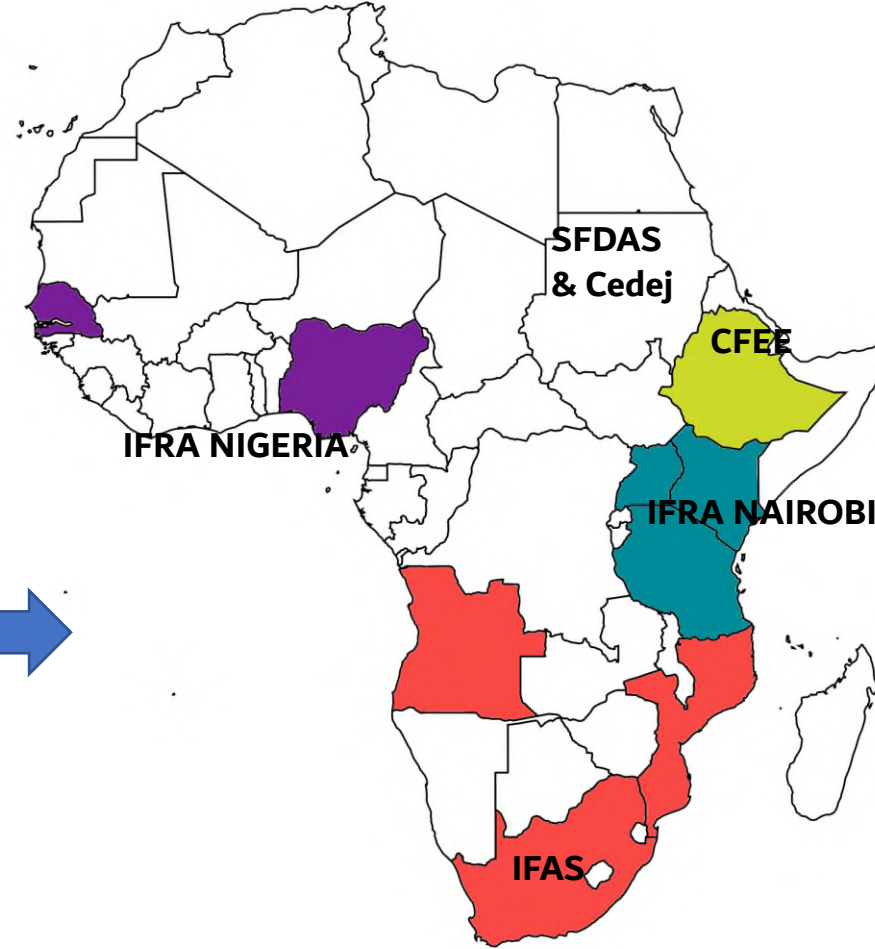 SFDAS
& Cedej
CFEE
IFRA NIGERIA
IFRA NAIROBI
IFAS